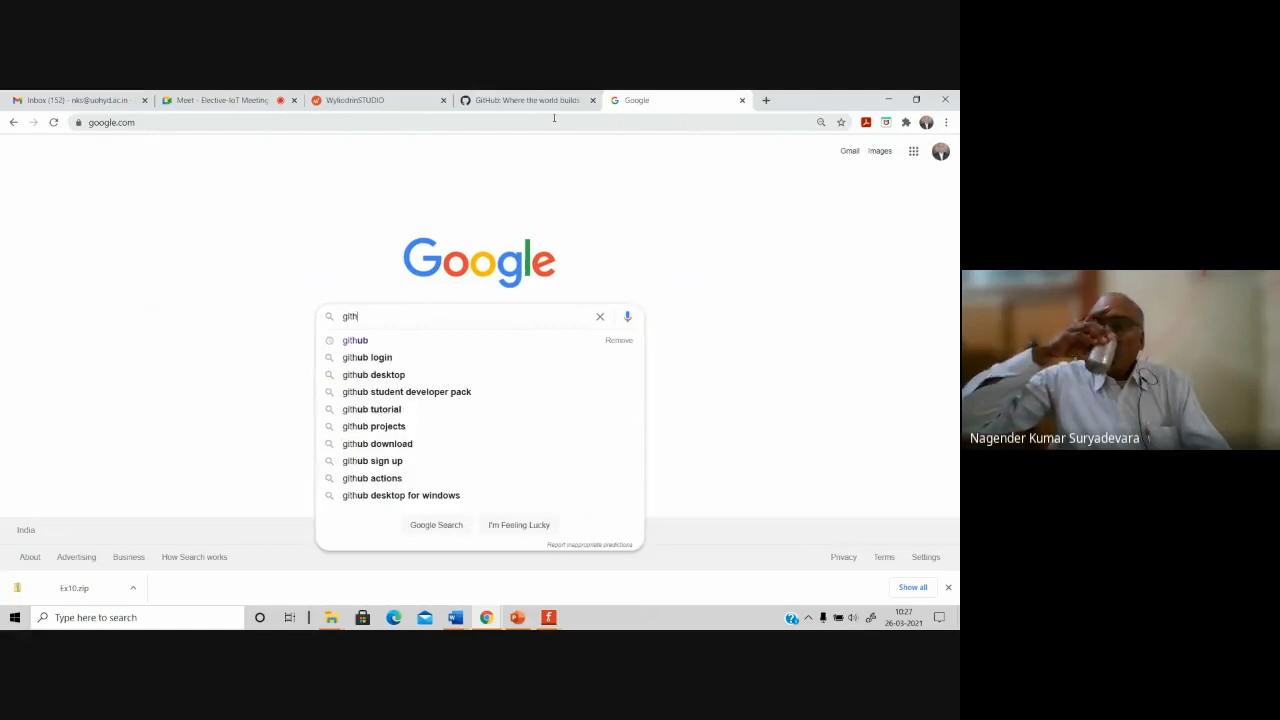 Inbox (152) - nks@uohyd.ac.in
Meet - Elective-IoT Meeting
WyliodrinSTUDIO
GitHub: Where the world builds
Google
google.com
Gmail
Images
Google
gith
github
Remove
github login
github desktop
github student developer pack
github tutorial
github projects
github download
github sign up
github actions
github desktop for windows
Google Search
I'm Feeling Lucky
Report inappropriate predictions
India
About
Advertising
Business
How Search works
Privacy
Terms
Settings
Ex10.zip
Show all
Type here to search
10:27
26-03-2021
Nagender Kumar Suryadevara